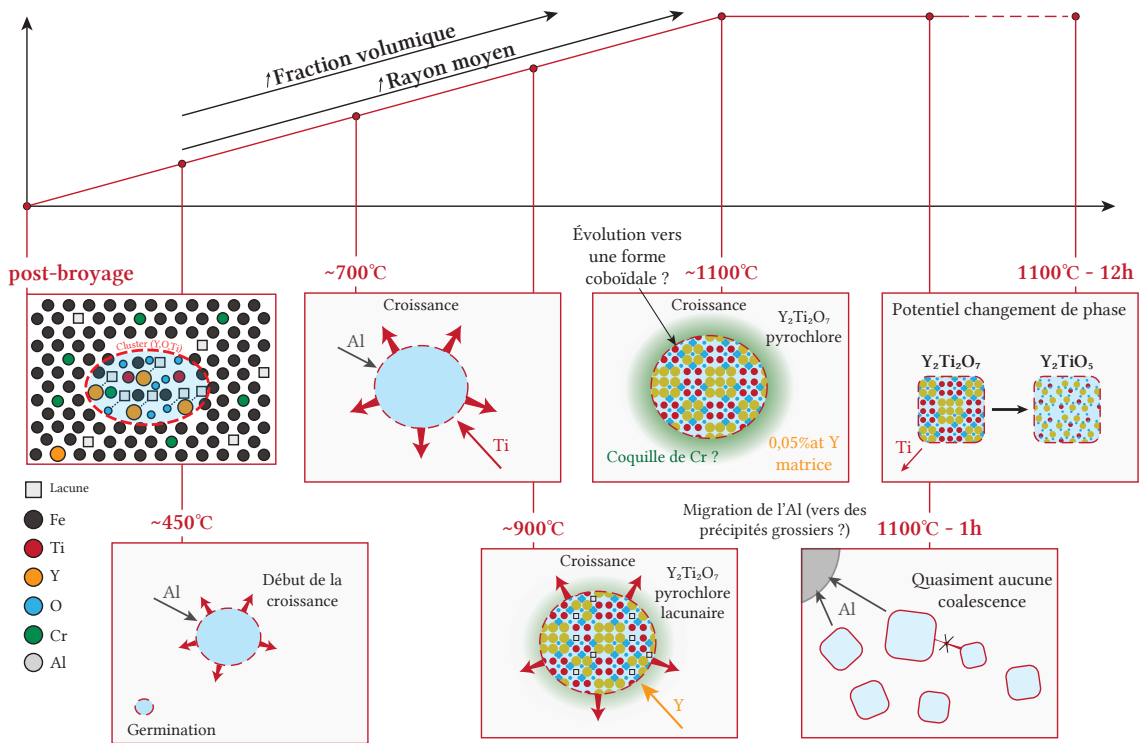 ↑Fraction volumique
↑Rayon moyen
post-broyage
Cluster (Y,O,Ti)
~700℃
Croissance
Al
Ti
Évolution vers
une forme
coboïdale ?
~1100℃
Croissance
Y₂Ti₂O₇
pyrochlore
Coquille de Cr ?
0,05%at Y
matrice
1100℃ - 12h
Potentiel changement de phase
Y₂Ti₂O₇
Y₂TiO₅
Ti
Lacune
Fe
Ti
Y
O
Cr
Al
~450℃
Al
Début de la
croissance
Germination
~900℃
Croissance
Y₂Ti₂O₇
pyrochlore
lacunaire
Y
Migration de l'Al (vers des
précipités grossiers ?)
1100℃ - 1h
Al
Quasiment aucune
coalescence